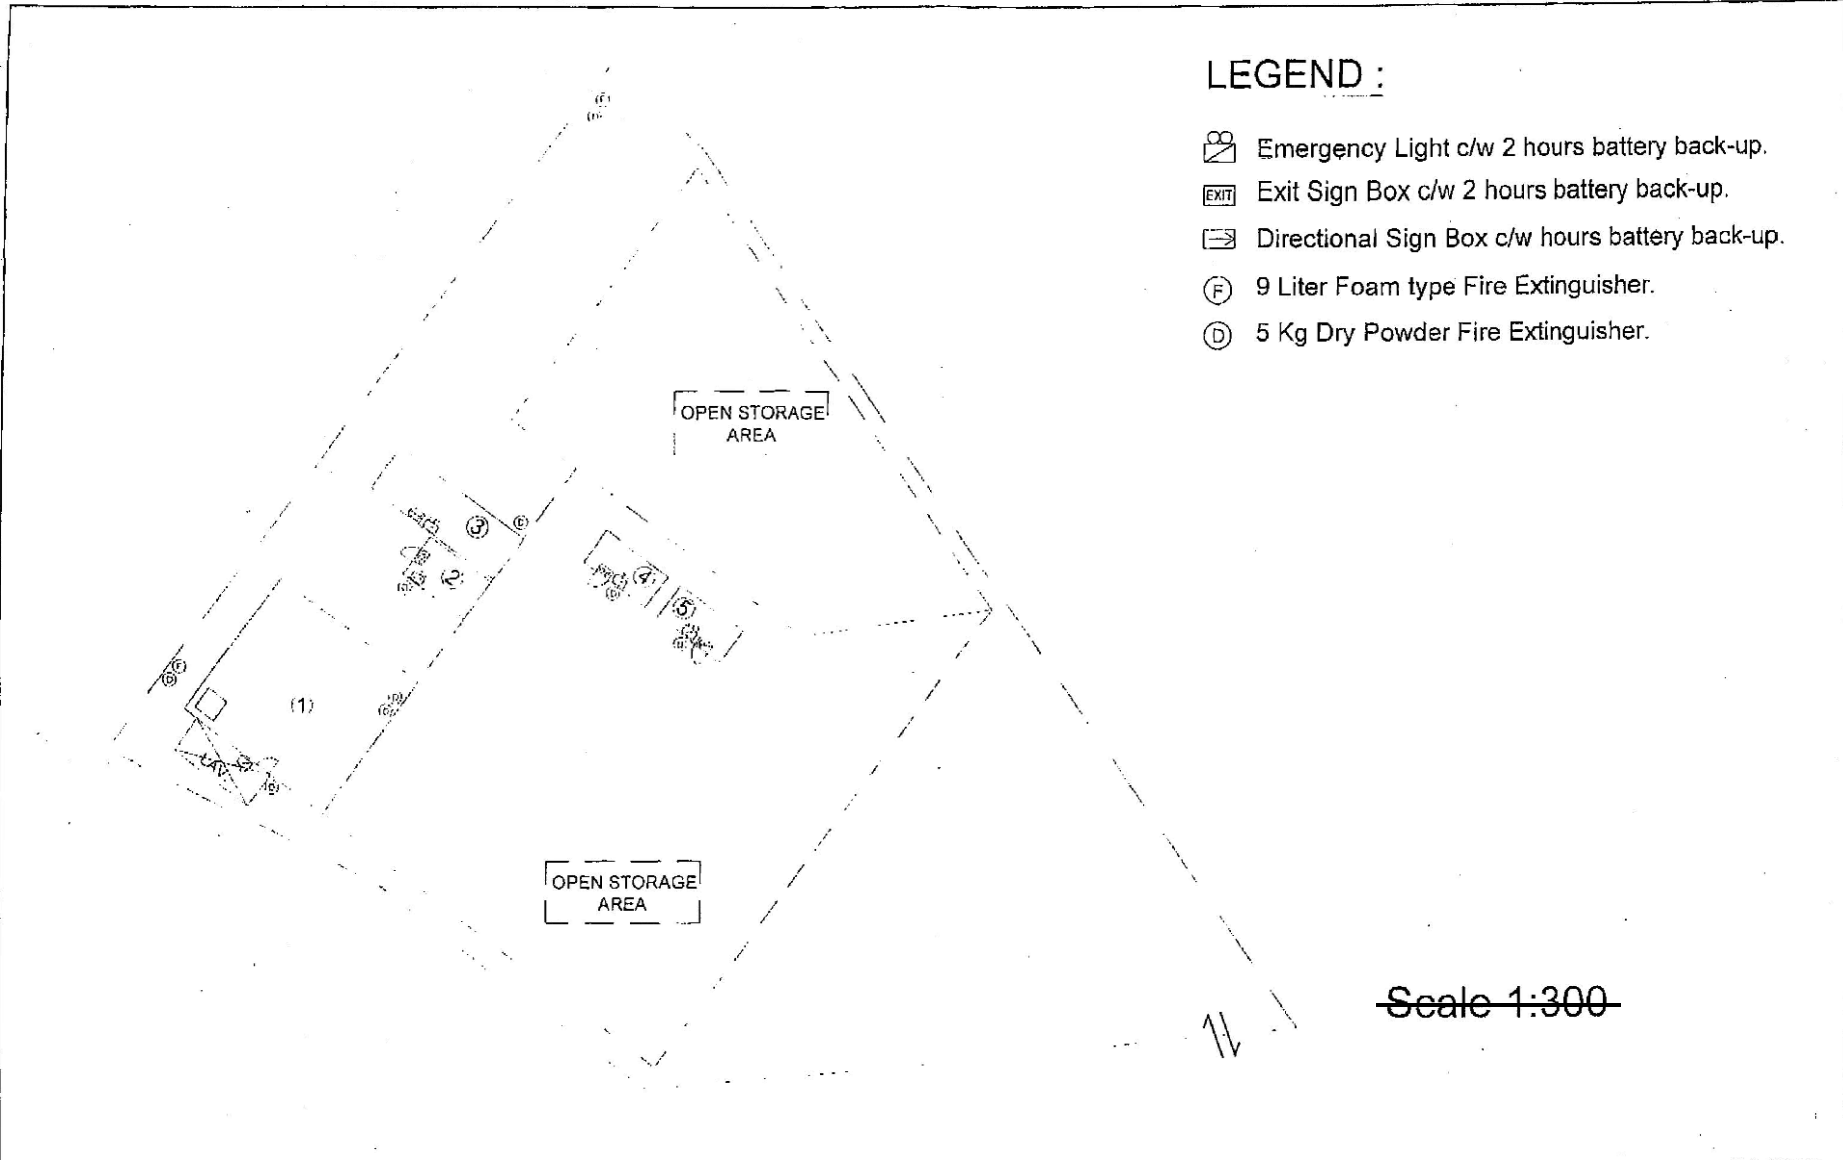 LEGEND :
Emergency Light c/w 2 hours battery back-up.
EXIT Exit Sign Box c/w 2 hours battery back-up.
Directional Sign Box c/w hours battery back-up.
F 9 Liter Foam type Fire Extinguisher.
D 5 Kg Dry Powder Fire Extinguisher.
OPEN STORAGE
AREA
3
D
2
4
D
5
F
D
(1)
LAV.
OPEN STORAGE
AREA
Scale 1:300